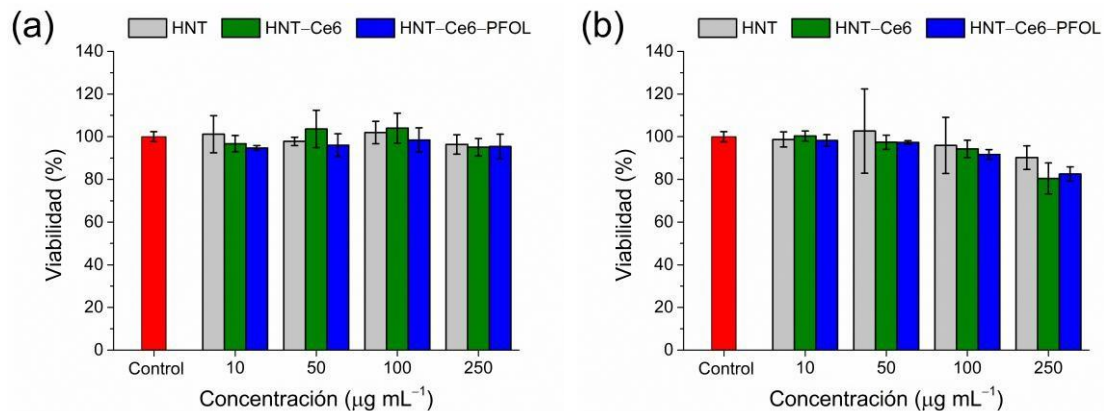 (a)
HNT HNT–Ce6 HNT–Ce6–PFOL
140
120
100
80
60
40
20
0
Viabilidad (%)
Control 10 50 100 250
Concentración (μg mL⁻¹)
(b)
HNT HNT–Ce6 HNT–Ce6–PFOL
140
120
100
80
60
40
20
0
Viabilidad (%)
Control 10 50 100 250
Concentración (μg mL⁻¹)